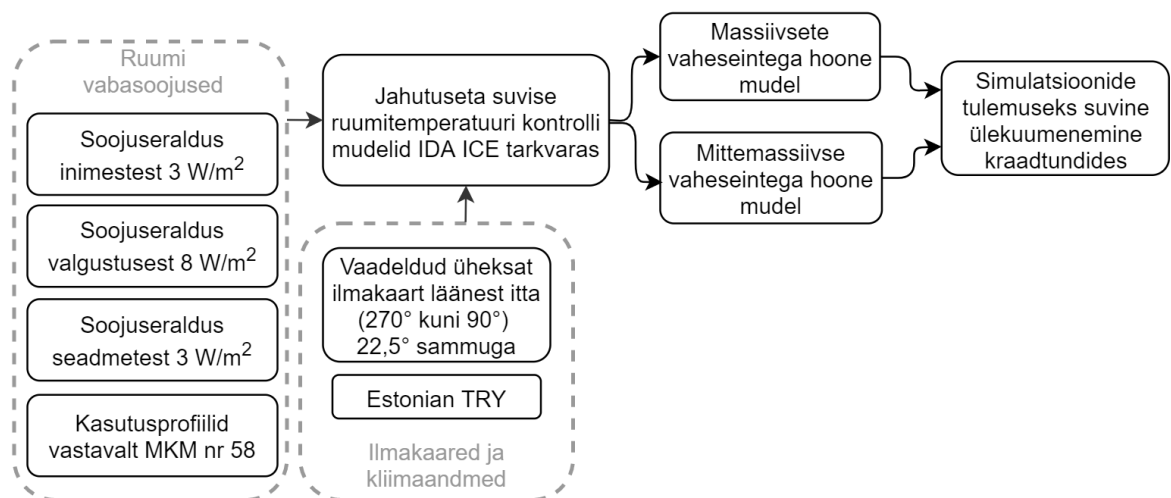 Ruumi
vabasoojused
Soojuseraldus
inimestest 3 W/m²
Soojuseraldus
valgustusest 8 W/m²
Soojuseraldus
seadmetest 3 W/m²
Kasutusprofiilid
vastavalt MKM nr 58
Jahutuseta suvise
ruumitemperatuuri kontrolli
mudelid IDA ICE tarkvaras
Vaadeldud üheksat
ilmakaart läänest itta
(270° kuni 90°)
22,5° sammuga
Estonian TRY
Ilmakaared ja
kliimaandmed
Massiivsete
vaheseintega hoone
mudel
Mittemassiivse
vaheseintega hoone
mudel
Simulatsioonide
tulemuseks suvine
ülekuumenemine
kraadtundides